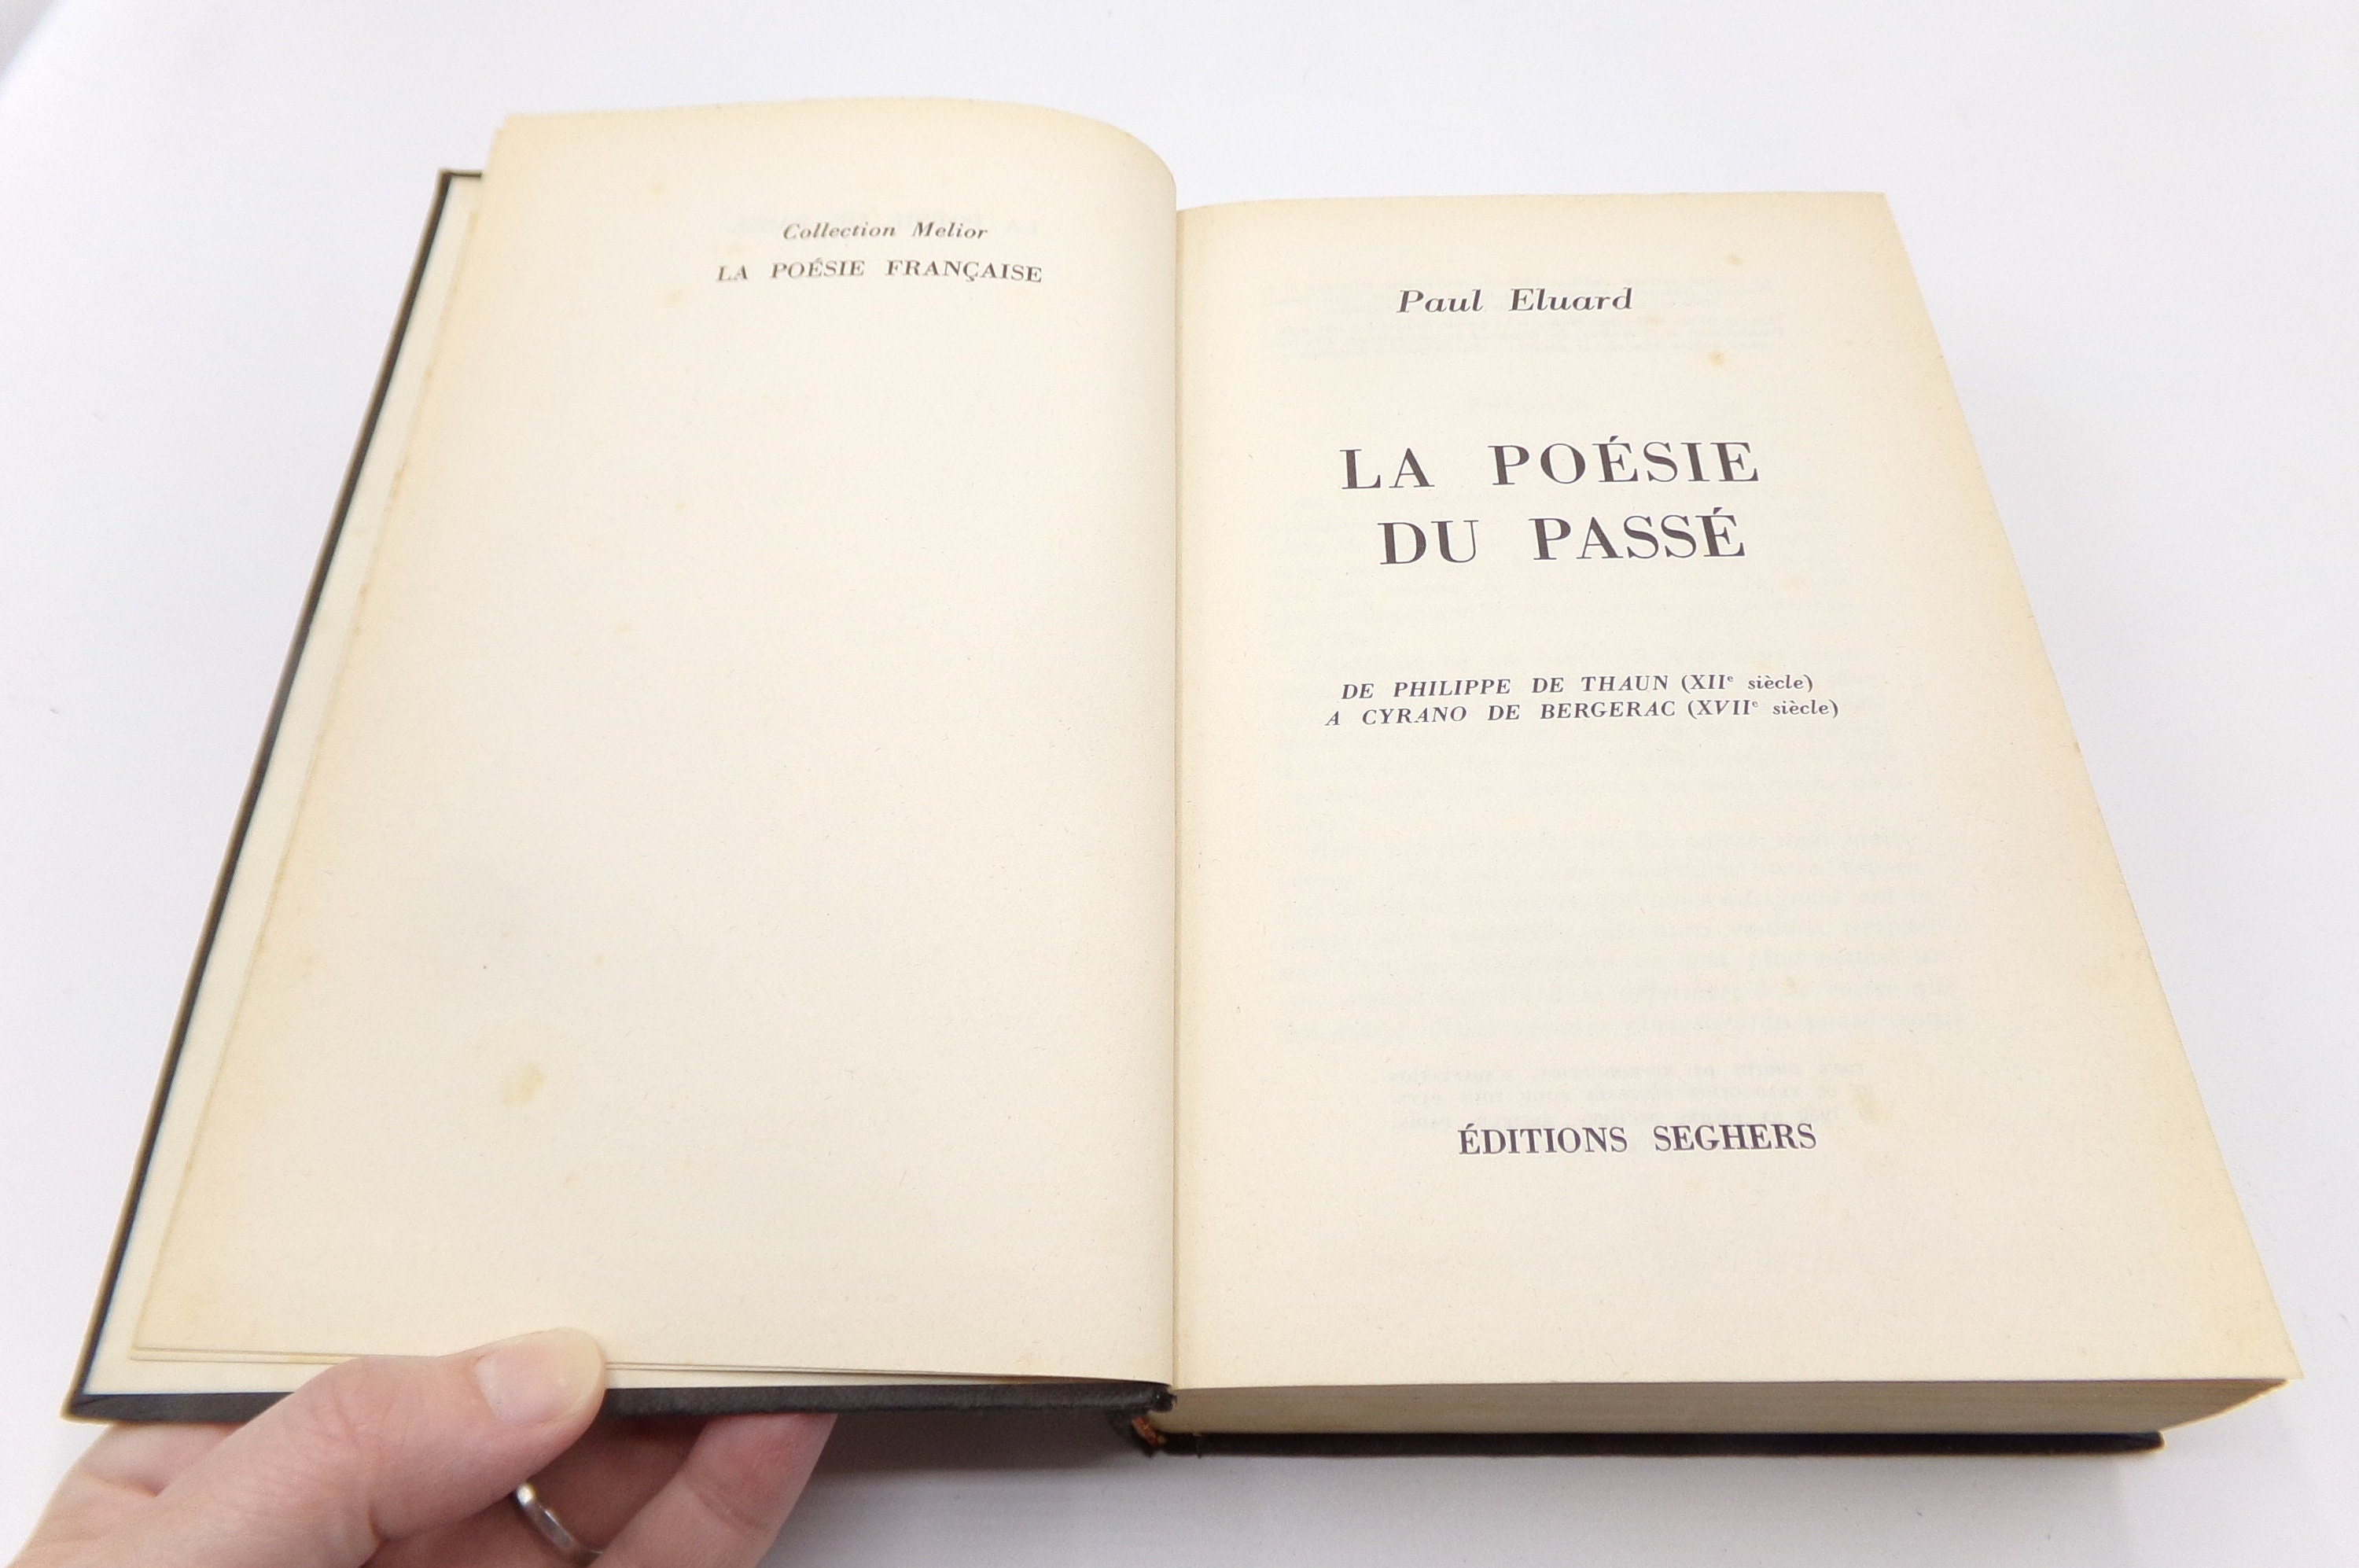 Collection Melior
LA POÉSIE FRANÇAISE
Paul Eluard
LA POÉSIE
DU PASSÉ
DE PHILIPPE DE THAUN (XIIe siècle)
A CYRANO DE BERGERAC (XVIIe siècle)
ÉDITIONS SEGHERS